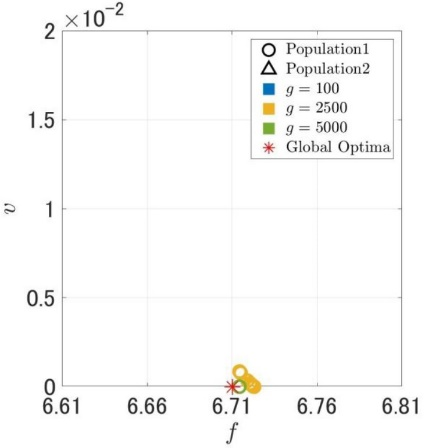 ×10⁻²
2
1.5
1
0.5
0
v
6.61
6.66
6.71
6.76
6.81
f
Population1
Population2
g = 100
g = 2500
g = 5000
Global Optima